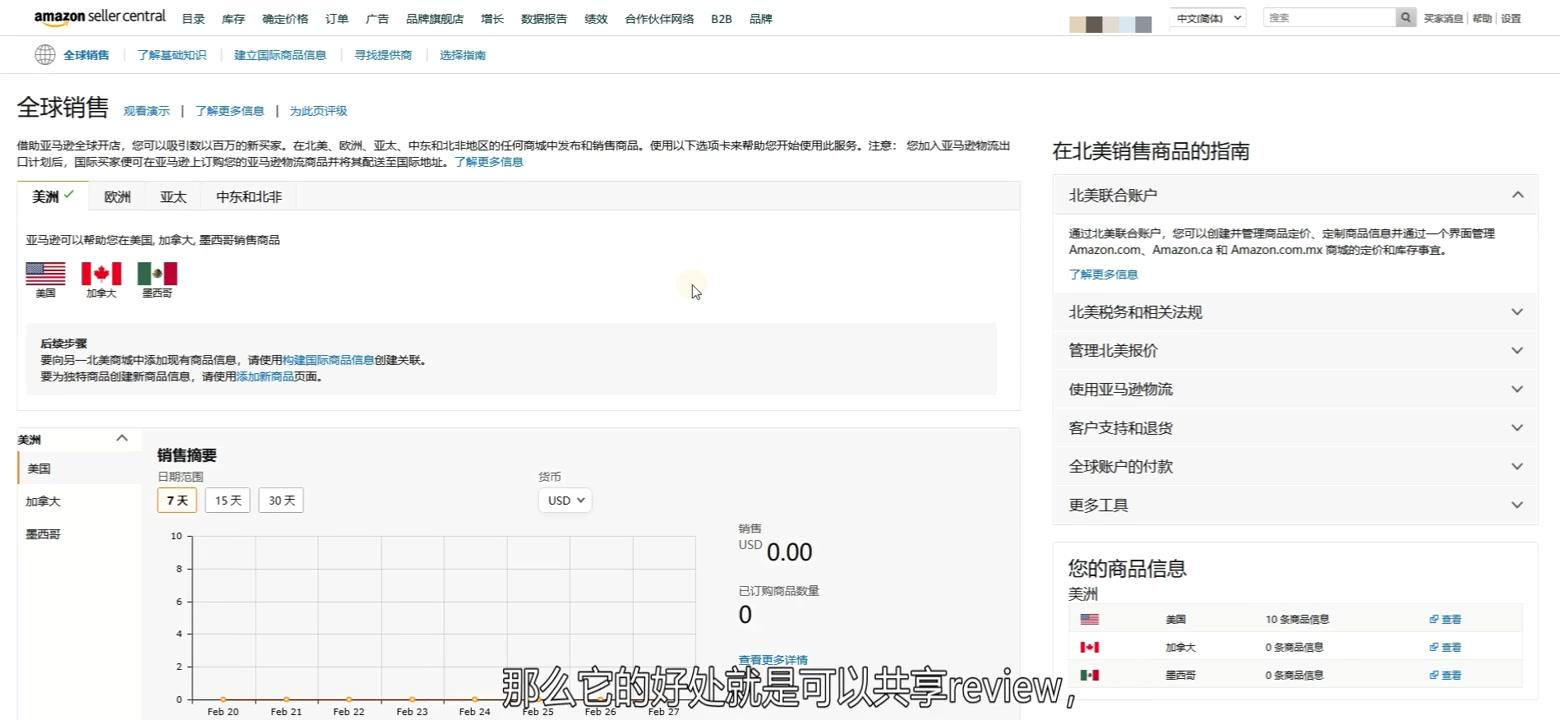 amazon seller central 目录 库存 确定价格 订单 广告 品牌旗舰店 增长 数据报告 绩效 合作伙伴网络 B2B 品牌 中文(简体) 搜索 买家消息 | 帮助 | 设置
全球销售 | 了解基础知识 | 建立国际商品信息 | 寻找提供商 | 选择指南
全球销售 观看演示 | 了解更多信息 | 为此页评级
借助亚马逊全球开店，您可以吸引数以百万的新买家。在北美、欧洲、亚太、中东和北非地区的任何商城中发布和销售商品。使用以下选项卡来帮助您开始使用此服务。注意： 您加入亚马逊物流出
口计划后，国际买家便可在亚马逊上订购您的亚马逊物流商品并将其配送至国际地址。了解更多信息
美洲 欧洲 亚太 中东和北非
亚马逊可以帮助您在美国, 加拿大, 墨西哥销售商品
美国 加拿大 墨西哥
后续步骤
要向另一北美商城中添加现有商品信息，请使用构建国际商品信息创建关联。
要为独特商品创建新商品信息，请使用添加新商品页面。
美洲
美国
加拿大
墨西哥
销售摘要
日期范围 货币
7 天 15 天 30 天 USD
10
8
6
4
2
0
Feb 20 Feb 21 Feb 22 Feb 23 Feb 24 Feb 25 Feb 26 Feb 27
销售
USD 0.00
已订购商品数量
0
查看更多详情
在北美销售商品的指南
北美联合账户
通过北美联合账户，您可以创建并管理商品定价、定制商品信息并通过一个界面管理
Amazon.com、Amazon.ca 和 Amazon.com.mx 商城的定价和库存事宜。
了解更多信息
北美税务和相关法规
管理北美报价
使用亚马逊物流
客户支持和退货
全球账户的付款
更多工具
您的商品信息
美洲
美国 10 条商品信息 查看
加拿大 0 条商品信息 查看
墨西哥 0 条商品信息 查看
那么它的好处就是可以共享review，